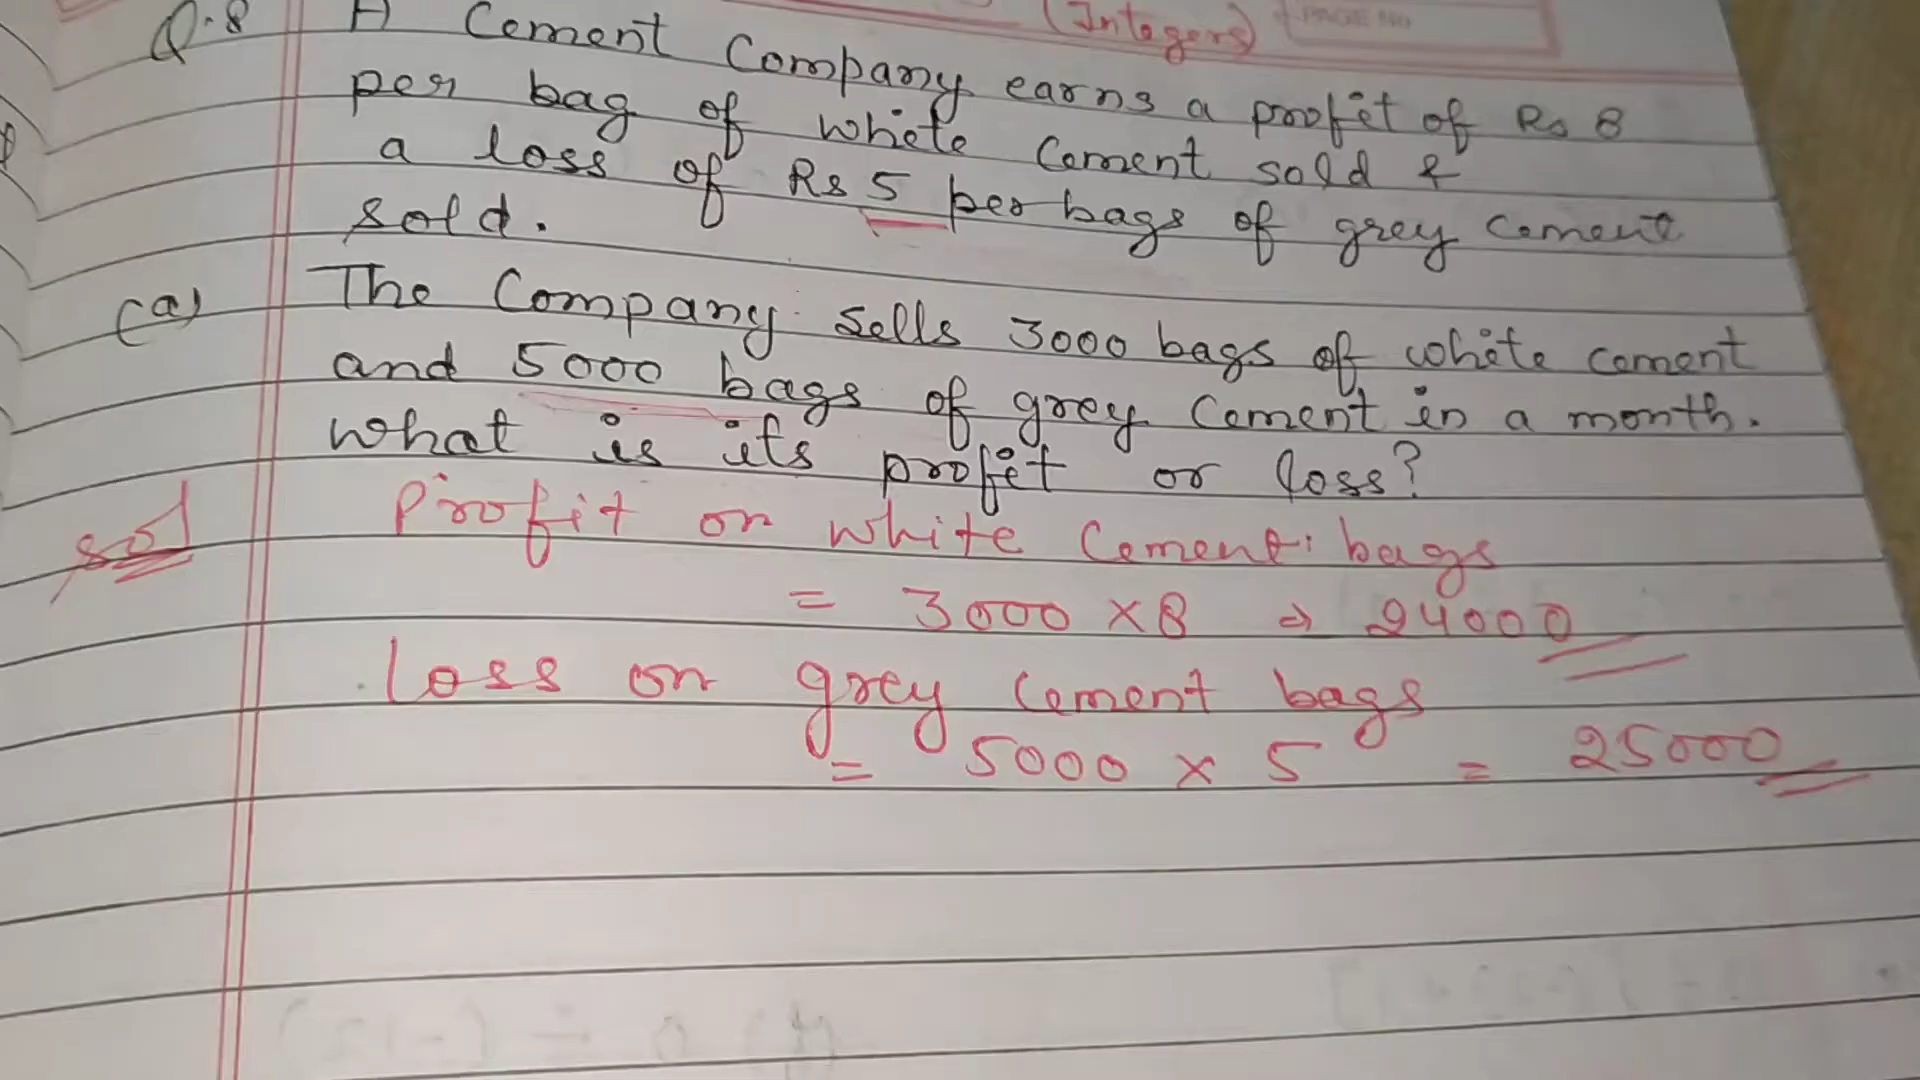 (Integers) PAGE NO
Q.8 A Cement Company earns a profit of Rs 8
per bag of white Cement sold &
a loss of Rs 5 per bags of grey Cement
sold.
(a) The Company sells 3000 bags of white cement
and 5000 bags of grey Cement in a month.
What is its profit or loss?
Sol Profit on white Cement bags
= 3000 × 8 ⇒ 24000
Loss on grey Cement bags
= 5000 × 5 = 25000